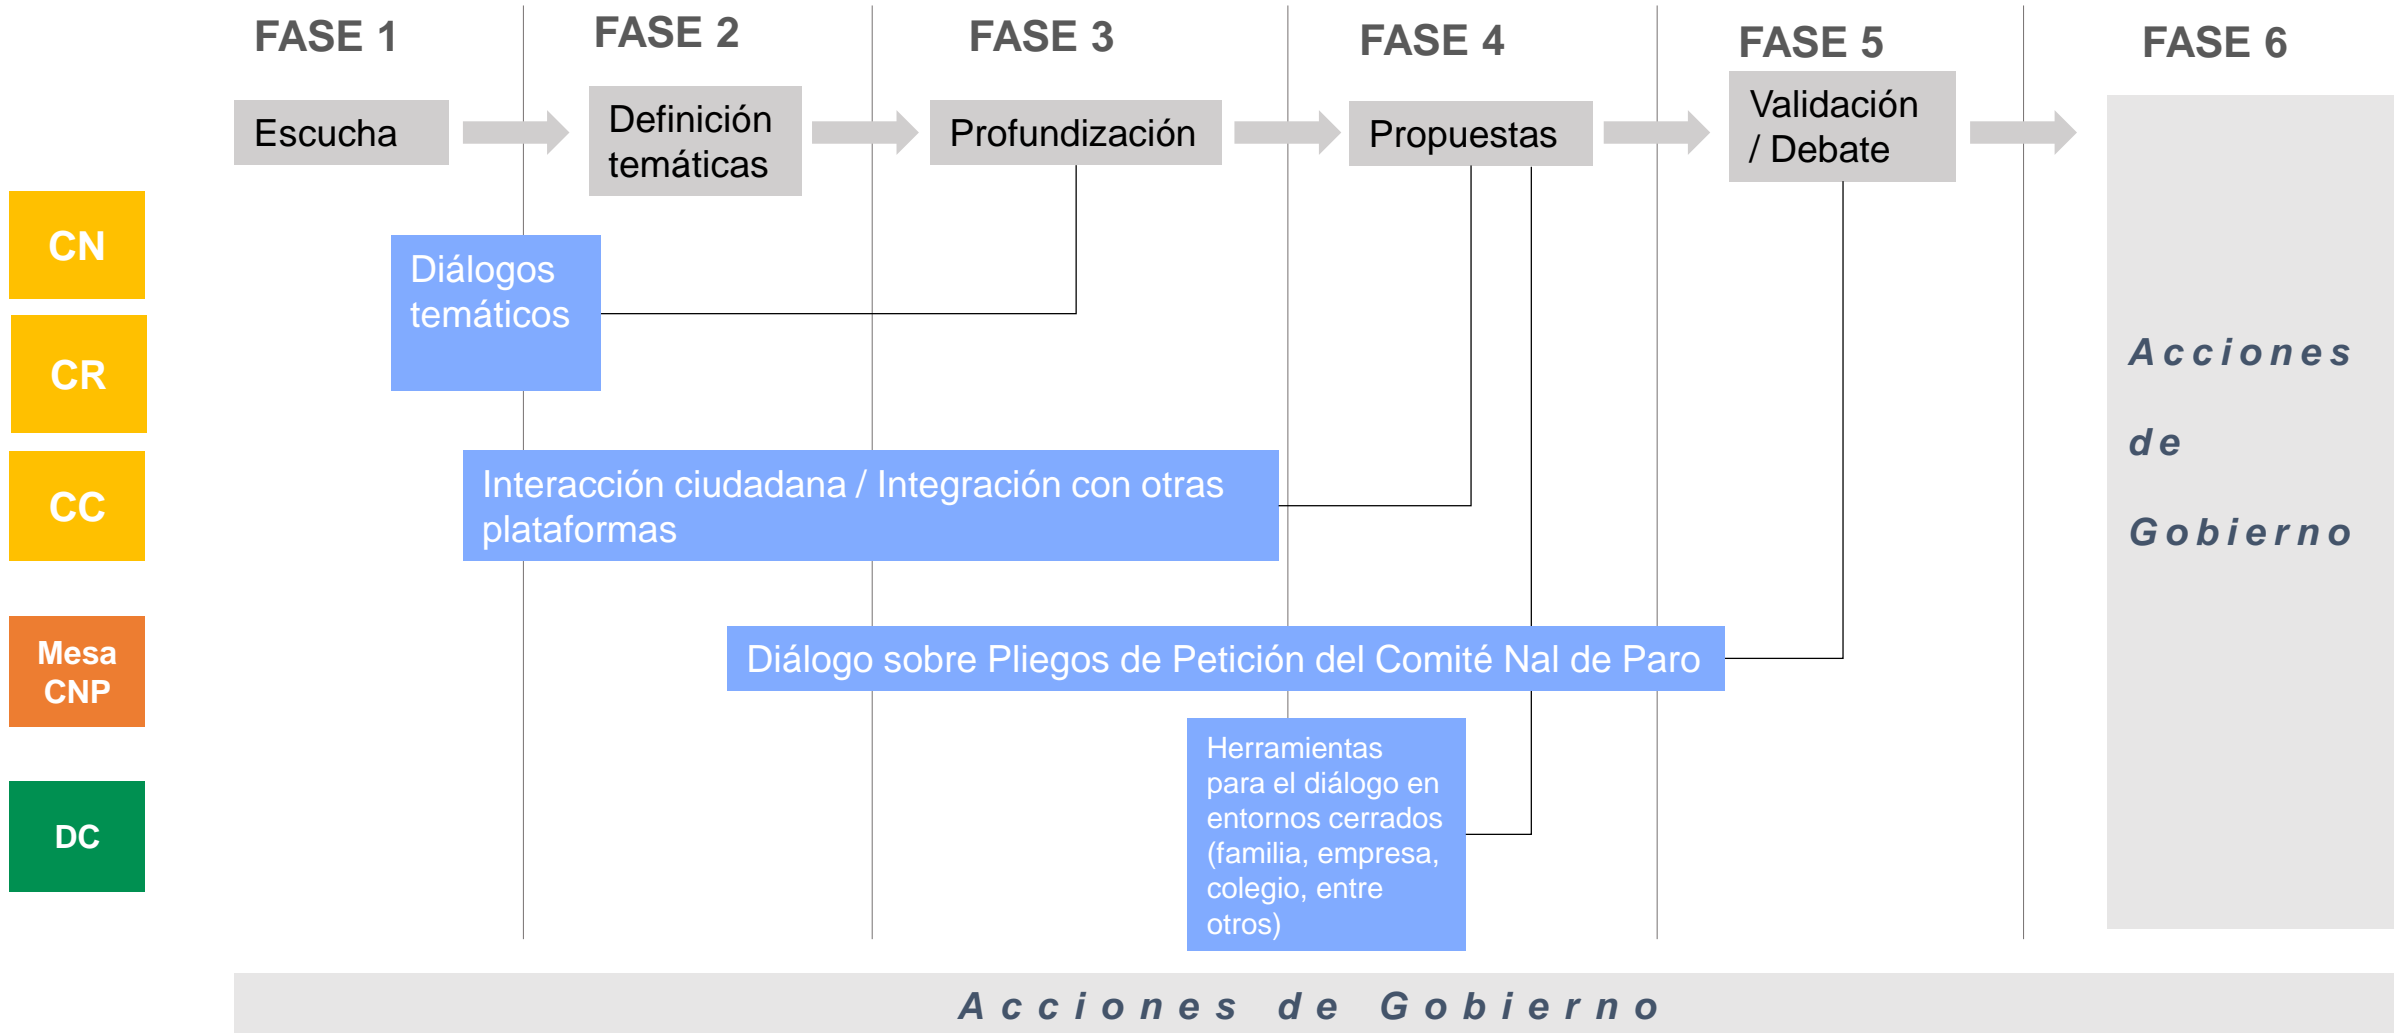 FASE 1
FASE 2
FASE 3
FASE 4
FASE 5
FASE 6
Escucha
Definición
temáticas
Profundización
Propuestas
Validación
/ Debate
CN
CR
CC
Mesa
CNP
DC
Diálogos
temáticos
Interacción ciudadana / Integración con otras
plataformas
Diálogo sobre Pliegos de Petición del Comité Nal de Paro
Herramientas
para el diálogo en
entornos cerrados
(familia, empresa,
colegio, entre
otros)
Acciones
de
Gobierno
Acciones de Gobierno